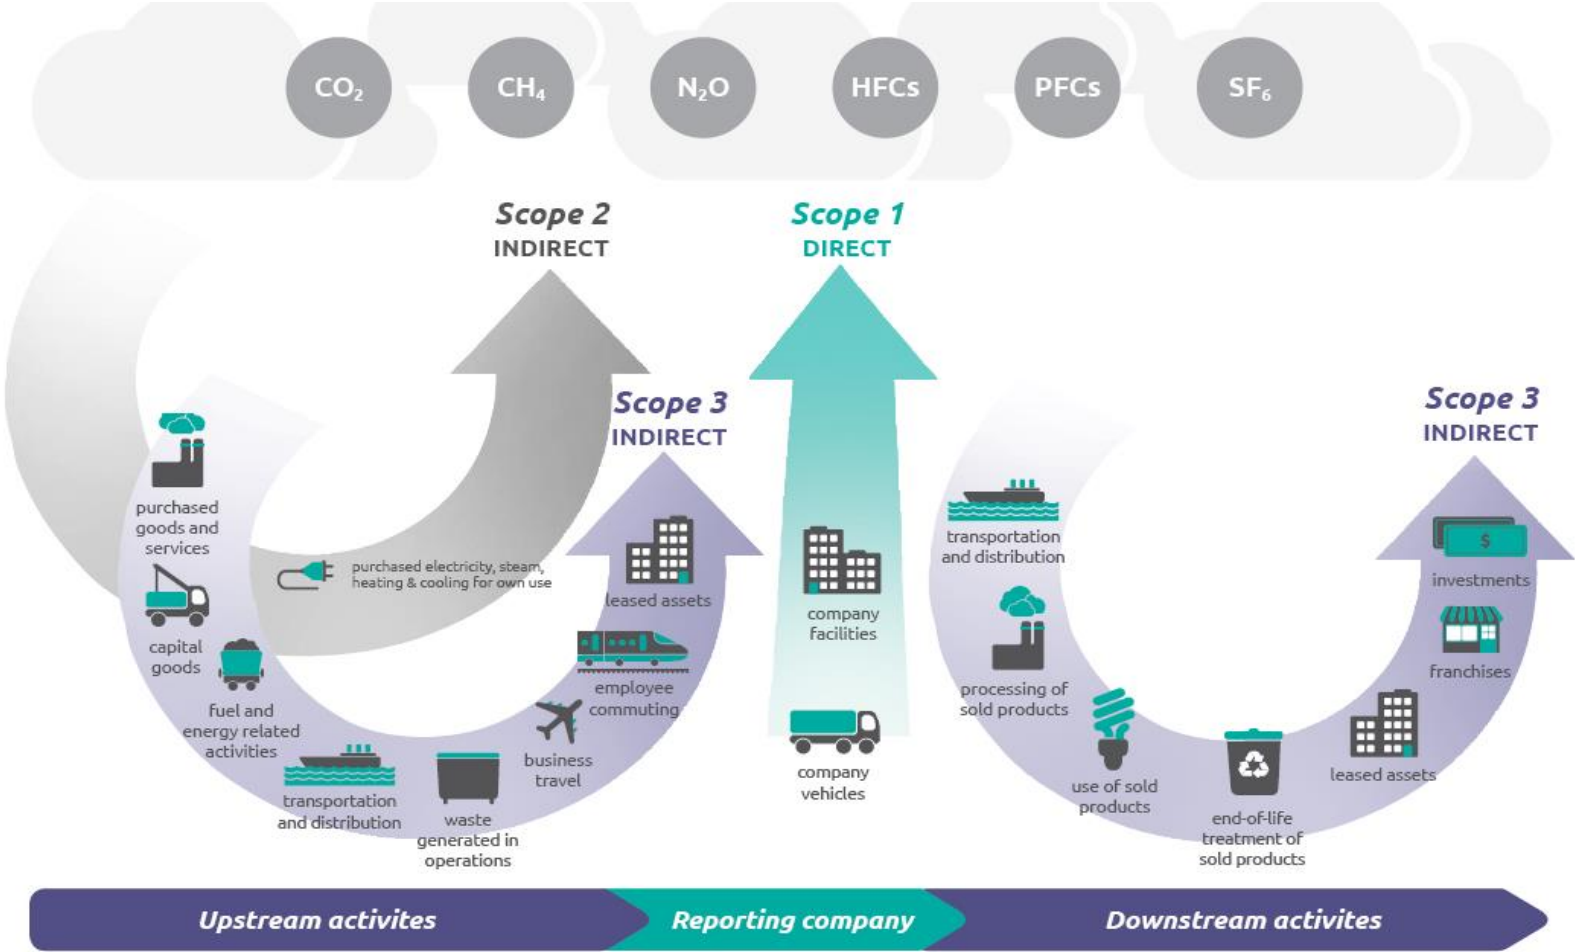 CO₂
CH₄
N₂O
HFCs
PFCs
SF₆
Scope 2
INDIRECT
Scope 1
DIRECT
Scope 3
INDIRECT
Scope 3
INDIRECT
purchased
goods and
services
capital
goods
fuel and
energy related
activities
transportation
and distribution
waste
generated in
operations
business
travel
employee
commuting
leased assets
purchased electricity, steam,
heating & cooling for own use
company
facilities
company
vehicles
transportation
and distribution
processing of
sold products
use of sold
products
end-of-life
treatment of
sold products
leased assets
franchises
$
investments
Upstream activites
Reporting company
Downstream activites